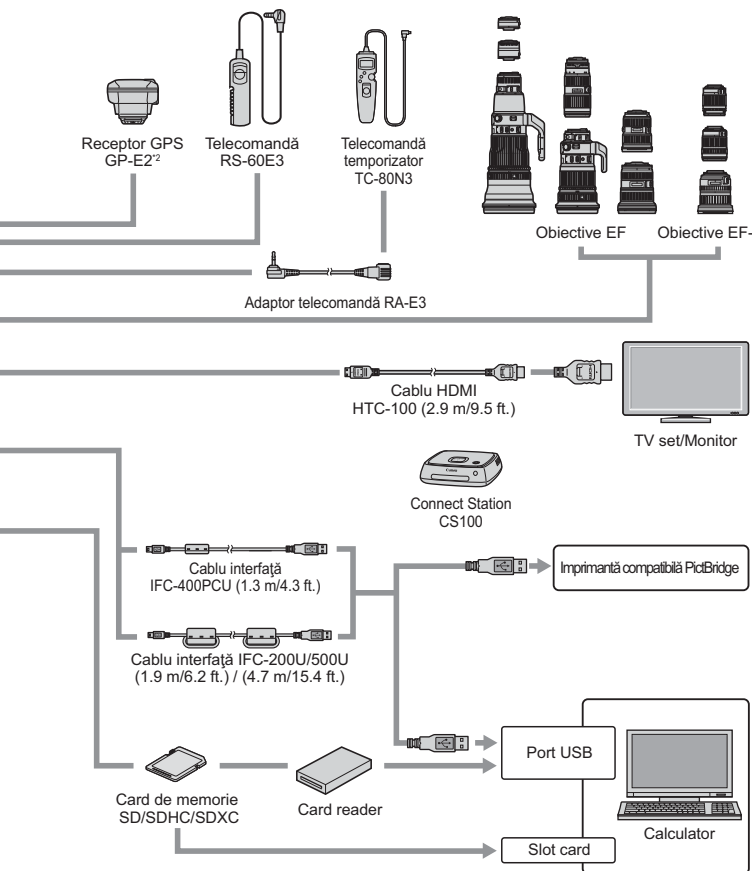 Receptor GPS
GP-E2*2
Telecomandă
RS-60E3
Telecomandă
temporizator
TC-80N3
Obiective EF
Obiective EF-
Adaptor telecomandă RA-E3
Cablu HDMI
HTC-100 (2.9 m/9.5 ft.)
TV set/Monitor
Canon
Connect Station
CS100
Cablu interfaţă
IFC-400PCU (1.3 m/4.3 ft.)
Imprimantă compatibilă PictBridge
Cablu interfaţă IFC-200U/500U
(1.9 m/6.2 ft.) / (4.7 m/15.4 ft.)
Port USB
Card de memorie
SD/SDHC/SDXC
Card reader
Calculator
Slot card